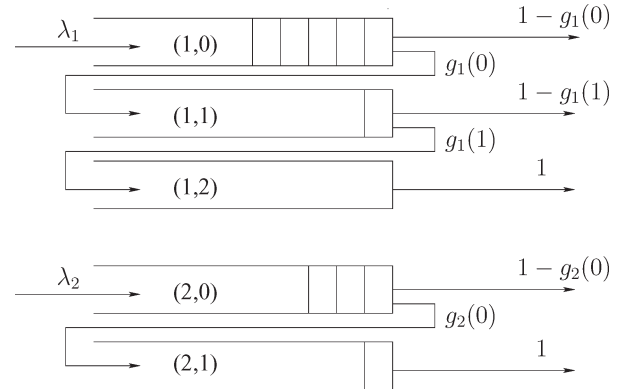 1 − g₁(0)
λ₁
(1,0)
g₁(0)
1 − g₁(1)
(1,1)
g₁(1)
1
(1,2)
1 − g₂(0)
λ₂
(2,0)
g₂(0)
1
(2,1)